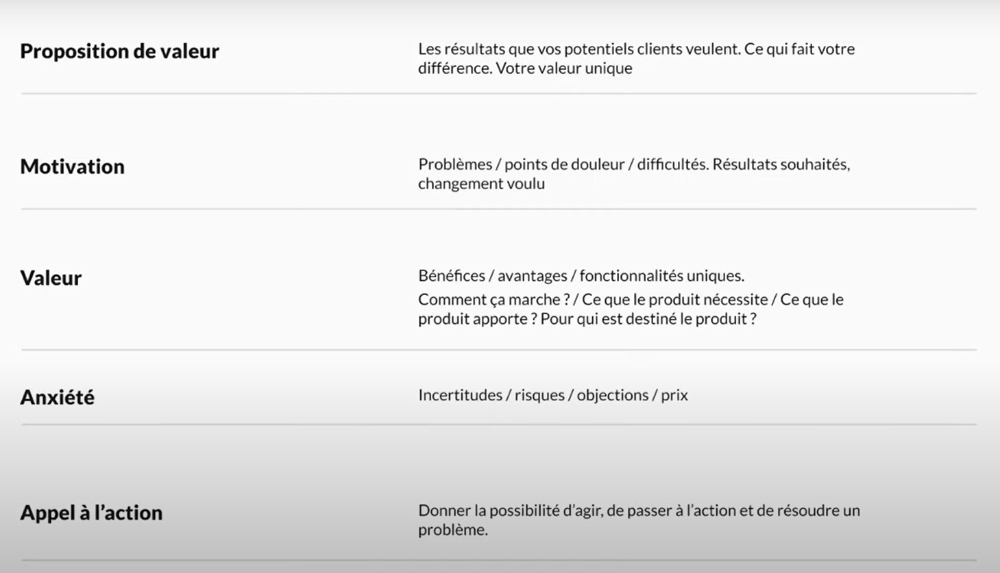 Proposition de valeur
Les résultats que vos potentiels clients veulent. Ce qui fait votre
différence. Votre valeur unique
Motivation
Problèmes / points de douleur / difficultés. Résultats souhaités,
changement voulu
Valeur
Bénéfices / avantages / fonctionnalités uniques.
Comment ça marche ? / Ce que le produit nécessite / Ce que le
produit apporte ? Pour qui est destiné le produit ?
Anxiété
Incertitudes / risques / objections / prix
Appel à l’action
Donner la possibilité d’agir, de passer à l’action et de résoudre un
problème.